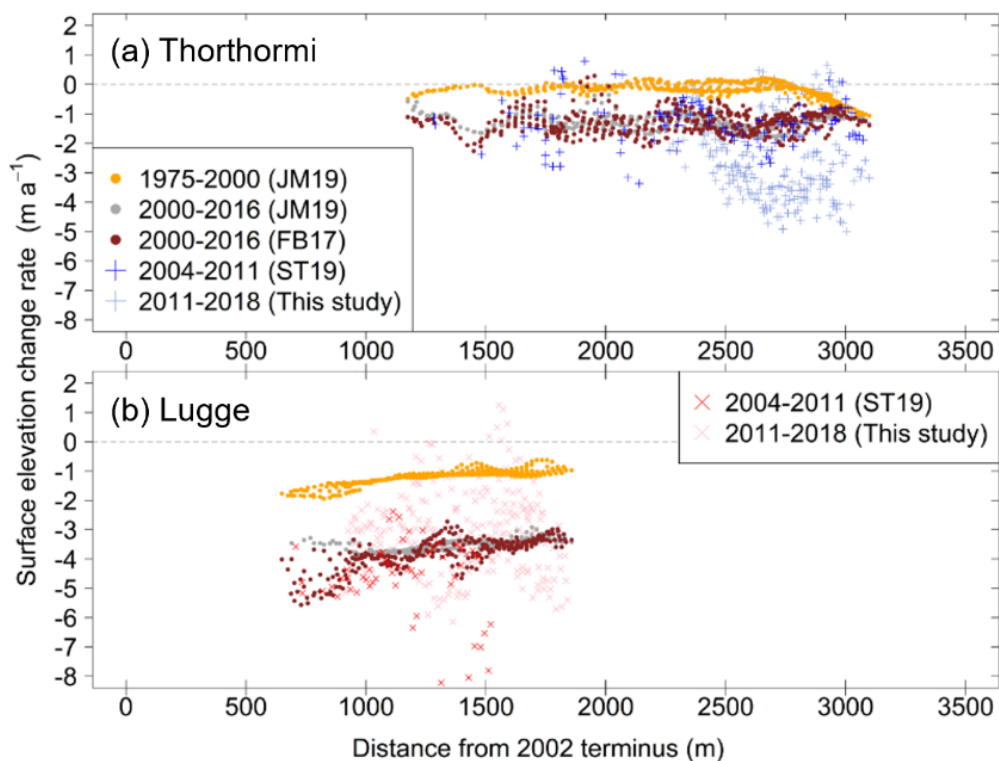 (a) Thorthormi
2
1
0
-1
-2
-3
-4
-5
-6
-7
-8
1975-2000 (JM19)
2000-2016 (JM19)
2000-2016 (FB17)
2004-2011 (ST19)
2011-2018 (This study)
0 500 1000 1500 2000 2500 3000 3500
Surface elevation change rate (m a⁻¹)
(b) Lugge
2
1
0
-1
-2
-3
-4
-5
-6
-7
-8
2004-2011 (ST19)
2011-2018 (This study)
0 500 1000 1500 2000 2500 3000 3500
Distance from 2002 terminus (m)